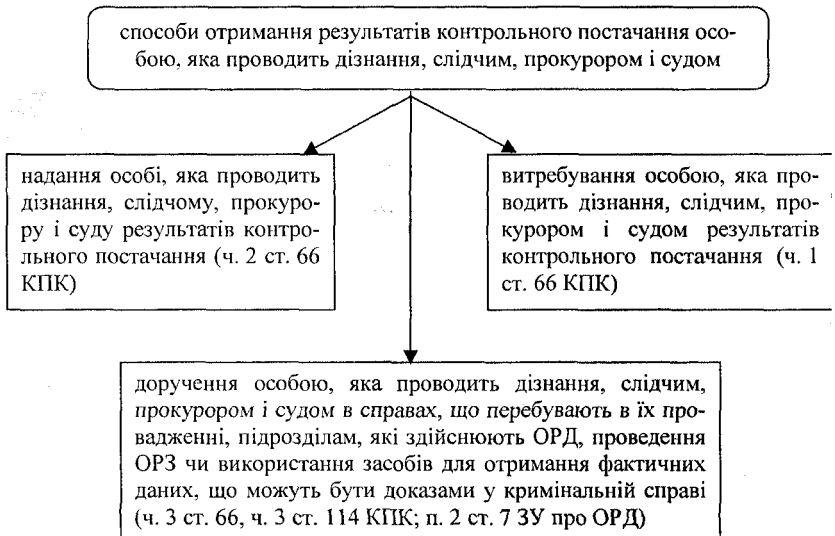 способи отримання результатів контрольного постачання осо-
бою, яка проводить дізнання, слідчим, прокурором і судом
надання особі, яка проводить
дізнання, слідчому, прокуро-
ру і суду результатів контро-
льного постачання (ч. 2 ст. 66
КПК)
витребування особою, яка про-
водить дізнання, слідчим, про-
курором і судом результатів
контрольного постачання (ч. 1
ст. 66 КПК)
доручення особою, яка проводить дізнання, слідчим,
прокурором і судом в справах, що перебувають в їх про-
вадженні, підрозділам, які здійснюють ОРД, проведення
ОРЗ чи використання засобів для отримання фактичних
даних, що можуть бути доказами у кримінальній справі
(ч. 3 ст. 66, ч. 3 ст. 114 КПК; п. 2 ст. 7 ЗУ про ОРД)